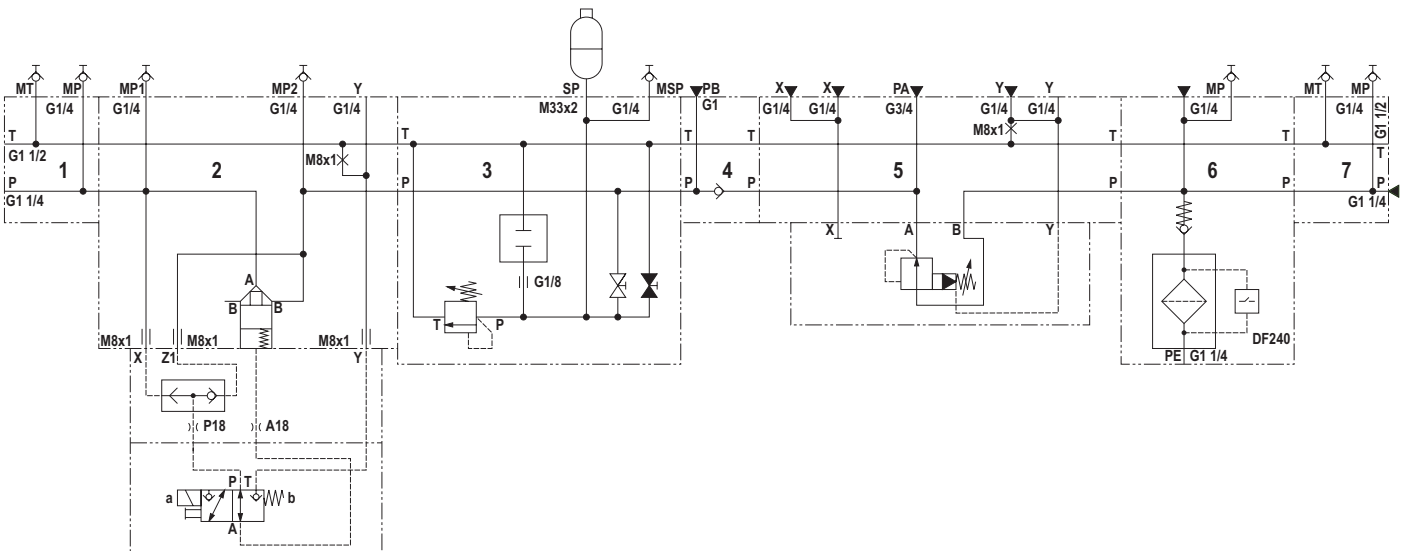 MT MP MP1 MP2 Y SP MSP PB X X PA Y Y MP MT MP
G1/4 G1/4 G1/4 G1/4 M33x2 G1/4 G1 G1/4 G1/4 G3/4 G1/4 G1/4 G1/4 G1/4 G1/2
M8x1
T T T T T T T
G1 1/2
M8x1
1 2 3 4 5 6 7
P P P P P P P
G1 1/4 G1 1/4
X A B Y
A
B B
G1/8
T P
M8x1 M8x1 M8x1
X Z1 Y
DF240
PE G1 1/4
P18 A18
P T
a b
A